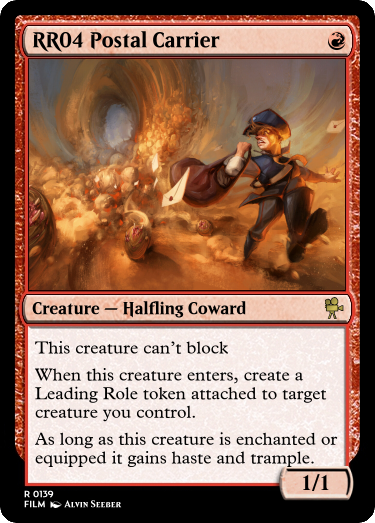 RR04 Postal Carrier
Creature — Halfling Coward
This creature can't block
When this creature enters, create a
Leading Role token attached to target
creature you control.
As long as this creature is enchanted or
equipped it gains haste and trample.
1/1
R 0139
FILM Alvin Seeber